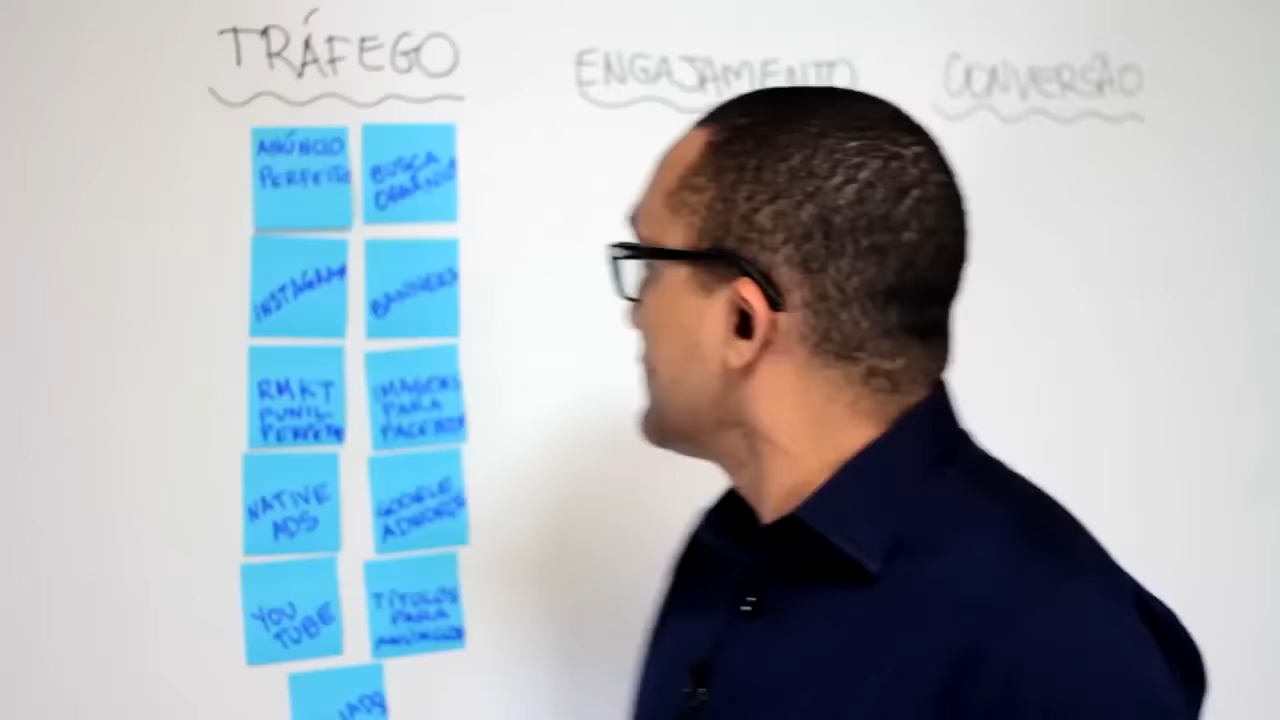 TRÁFEGO
ENGAJAMENTO
CONVERSÃO
ANÚNCIO
PERFEITO
BUSCA
ORGÂNICA
INSTAGRAM
BANNERS
RMKT
FUNIL
PERFEITO
IMAGENS
PARA
FACEBOOK
NATIVE
ADS
GOOGLE
ADWORDS
YOU
TUBE
TÍTULOS
PARA
ANÚNCIOS